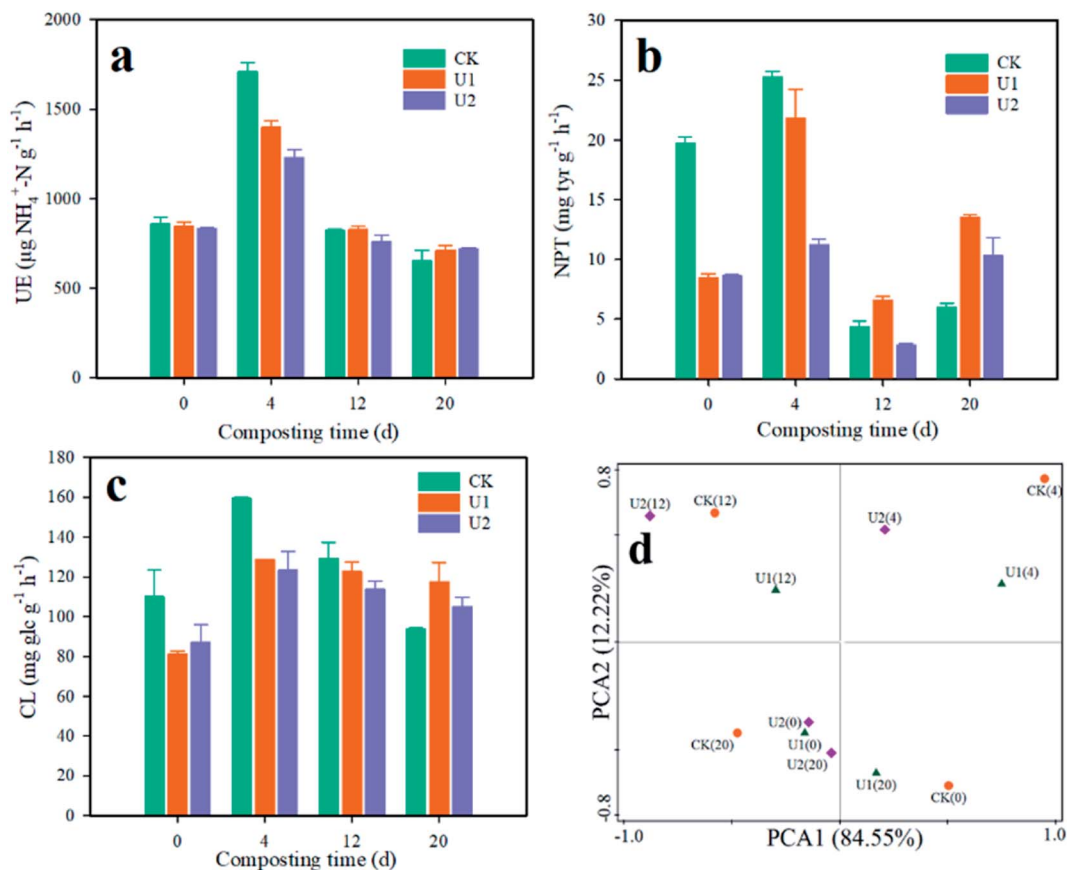 a
2000
1500
1000
500
0
UE (μg NH₄⁺-N g⁻¹ h⁻¹)
CK
U1
U2
0 4 12 20
Composting time (d)
b
30
25
20
15
10
5
0
NPT (mg tyr g⁻¹ h⁻¹)
CK
U1
U2
0 4 12 20
Composting time (d)
c
180
160
140
120
100
80
60
40
20
0
CL (mg glc g⁻¹ h⁻¹)
CK
U1
U2
0 4 12 20
Composting time (d)
d
0.8
-0.8
PCA2 (12.22%)
U2(12)
CK(12)
CK(4)
U2(4)
U1(12)
U1(4)
U2(0)
CK(20)
U1(0)
U2(20)
U1(20)
CK(0)
-1.0 1.0
PCA1 (84.55%)